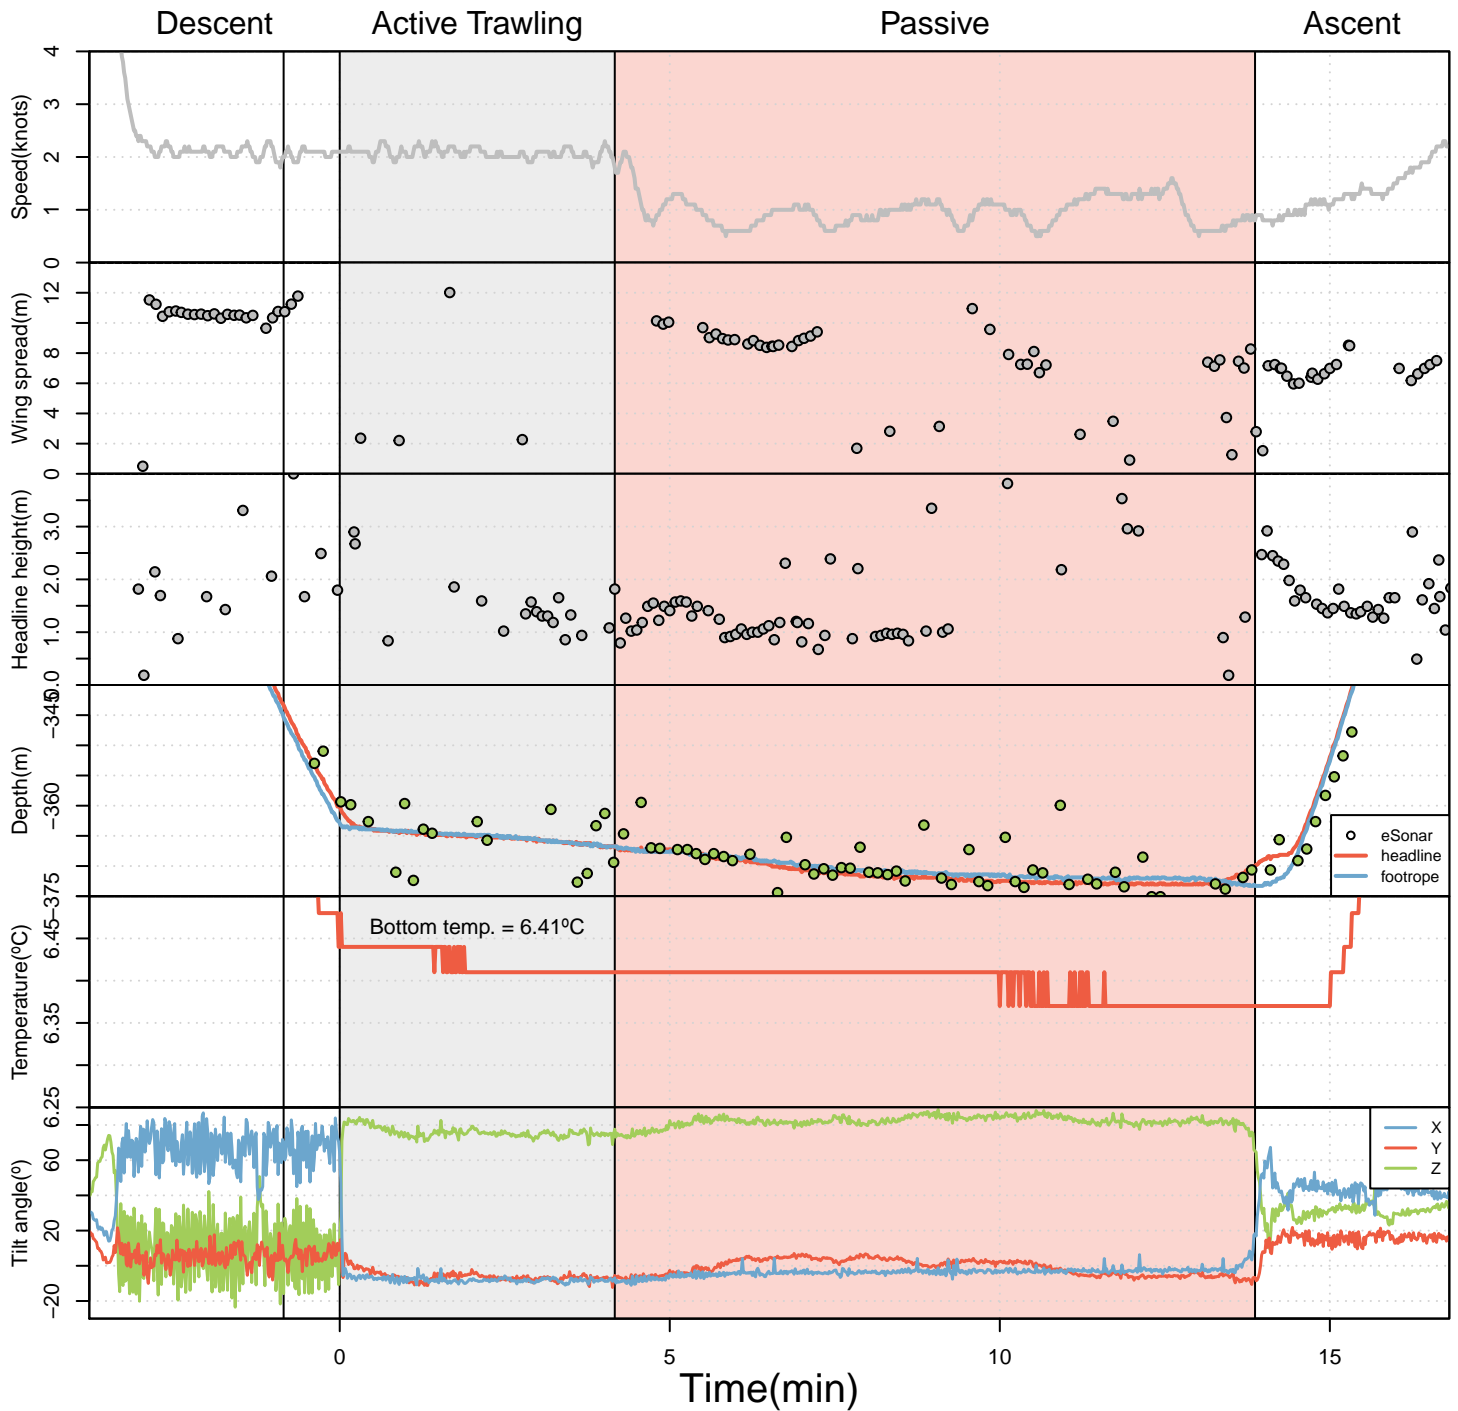 Descent Active Trawling Passive Ascent
Speed(knots)
4
3
2
1
0
Wing spread(m)
12
8
6
4
2
0
Headline height(m)
3.0
2.0
1.0
0.0
Depth(m)
−345
−360
−375
eSonar
headline
footrope
Temperature(ºC)
6.45
6.35
6.25
Bottom temp. = 6.41ºC
Tilt angle(º)
60
20
−20
X
Y
Z
0 5 10 15
Time(min)